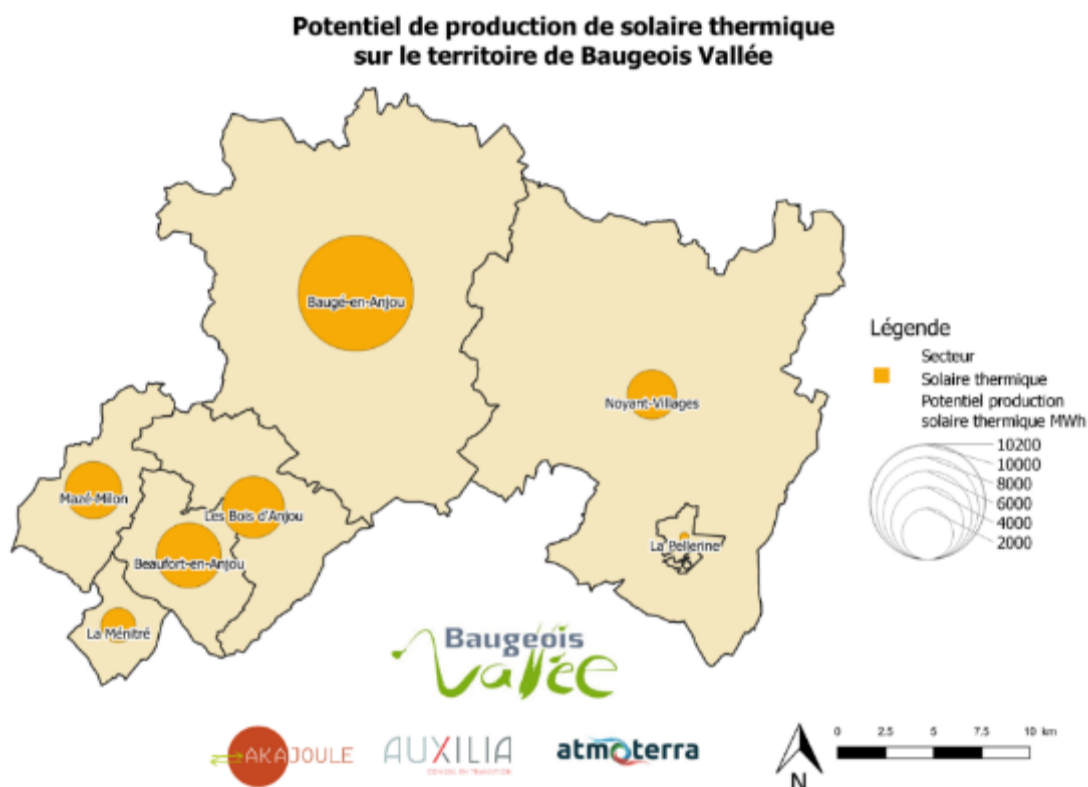 Potentiel de production de solaire thermique
sur le territoire de Baugeois Vallée
Baugé-en-Anjou
Noyant-Villages
Mazé-Milon
Les Bois d'Anjou
Beaufort-en-Anjou
La Pellerine
La Ménitré
Légende
Secteur
Solaire thermique
Potentiel production
solaire thermique MWh
10200
10000
8000
6000
4000
2000
Baugeois
Vallée
AKAJOULE
AUXILIA
CONSEIL EN TRANSITION
atmoterra
N
0 2.5 5 7.5 10 km